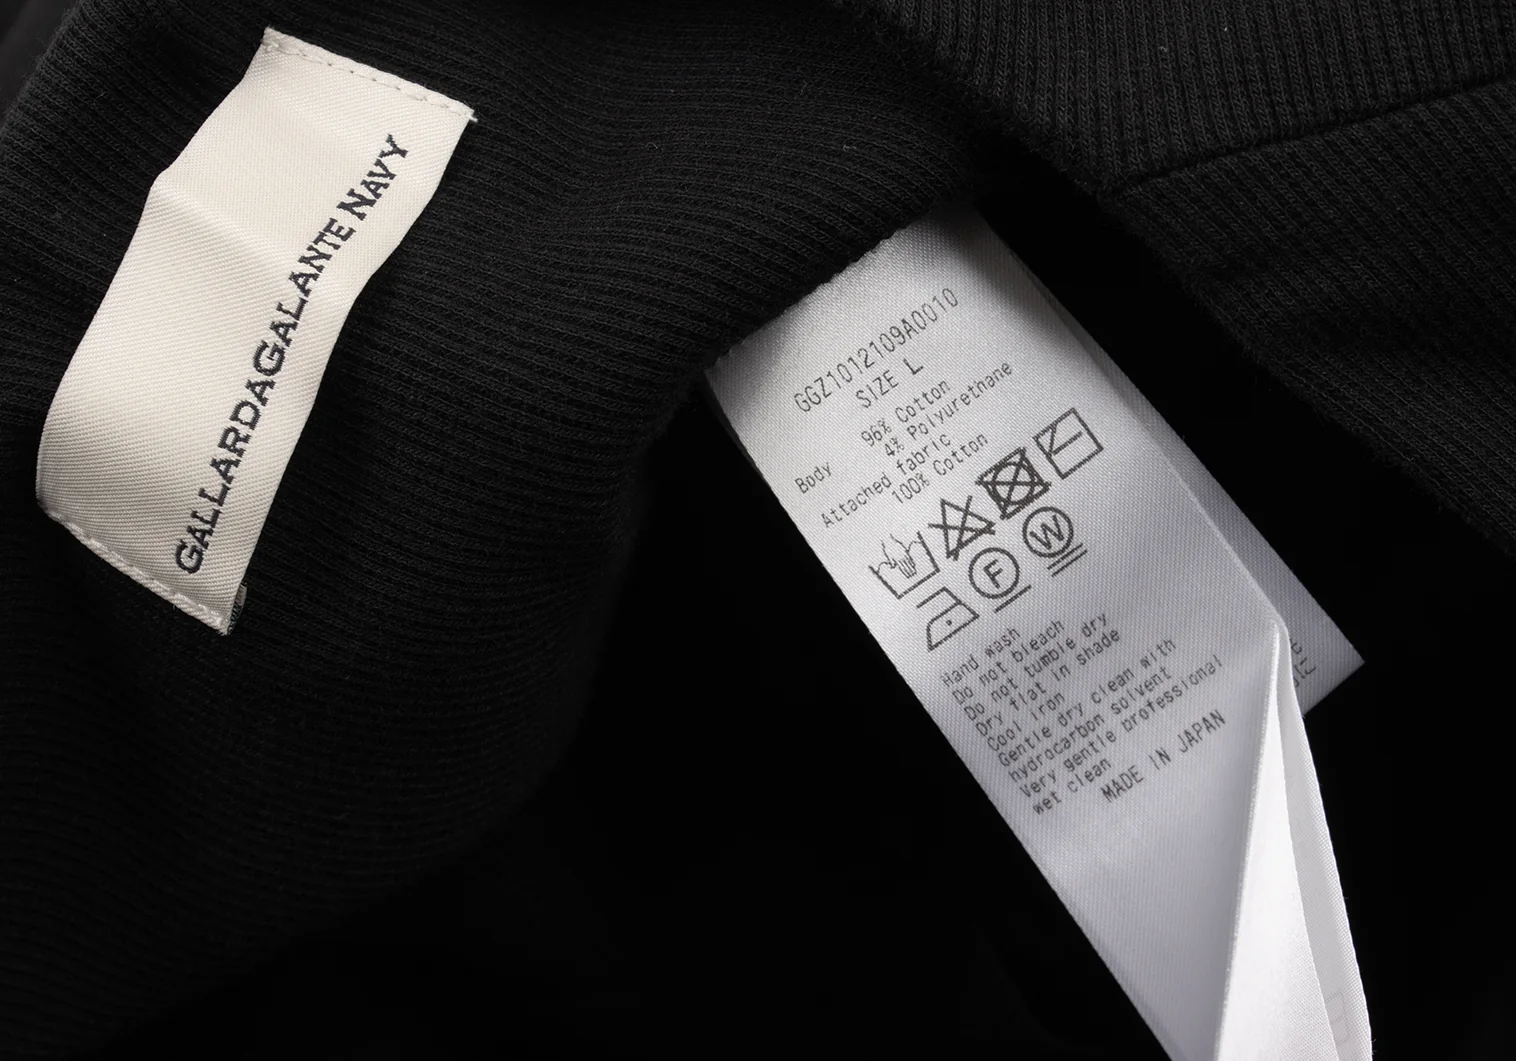 GALLARDAGALANTE NAVY
GGZ1012109A0010
SIZE L
96% Cotton
Body 4% Polyurethane
Attached fabric
100% Cotton
F W
Hand wash
Do not bleach
Do not tumble dry
Dry flat in shade
Cool iron
Gentle dry clean with
hydrocarbon solvent
Very gentle professional
wet clean
MADE IN JAPAN